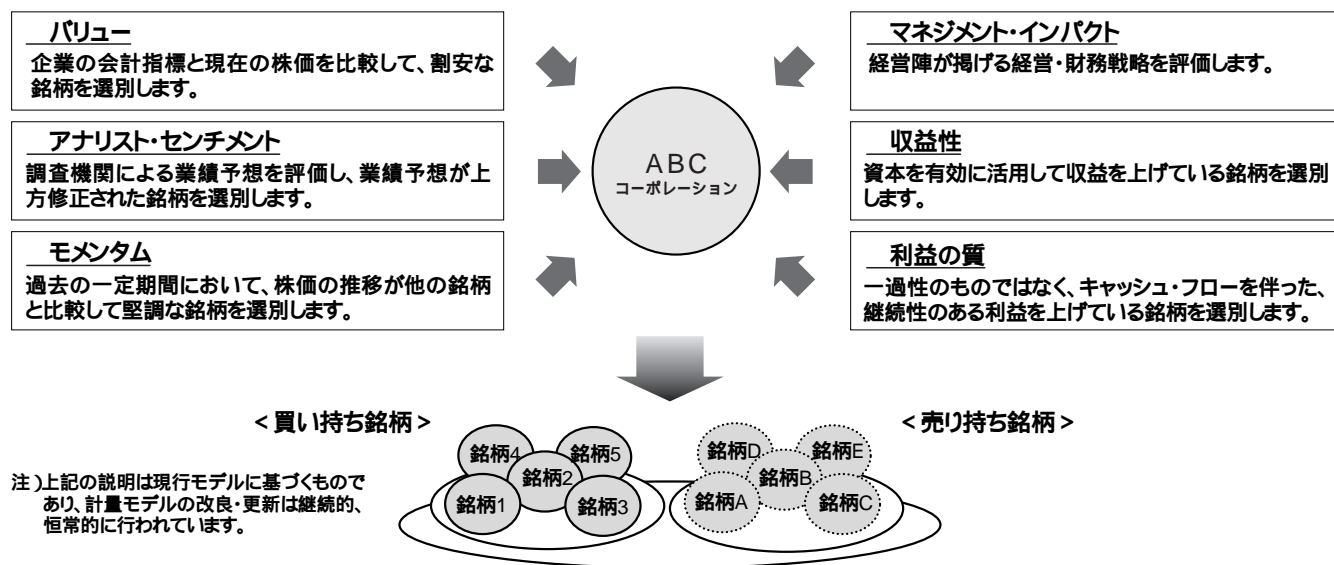 バリュー
企業の会計指標と現在の株価を比較して、割安な
銘柄を選別します。
アナリスト・センチメント
調査機関による業績予想を評価し、業績予想が上
方修正された銘柄を選別します。
モメンタム
過去の一定期間において、株価の推移が他の銘柄
と比較して堅調な銘柄を選別します。
ABC
コーポレーション
マネジメント・インパクト
経営陣が掲げる経営・財務戦略を評価します。
収益性
資本を有効に活用して収益を上げている銘柄を選別
します。
利益の質
一過性のものではなく、キャッシュ・フローを伴った、
継続性のある利益を上げている銘柄を選別します。
<買い持ち銘柄>
銘柄4
銘柄5
銘柄2
銘柄1
銘柄3
<売り持ち銘柄>
銘柄D
銘柄E
銘柄B
銘柄A
銘柄C
注)上記の説明は現行モデルに基づくもので
あり、計量モデルの改良・更新は継続的、
恒常的に行われています。